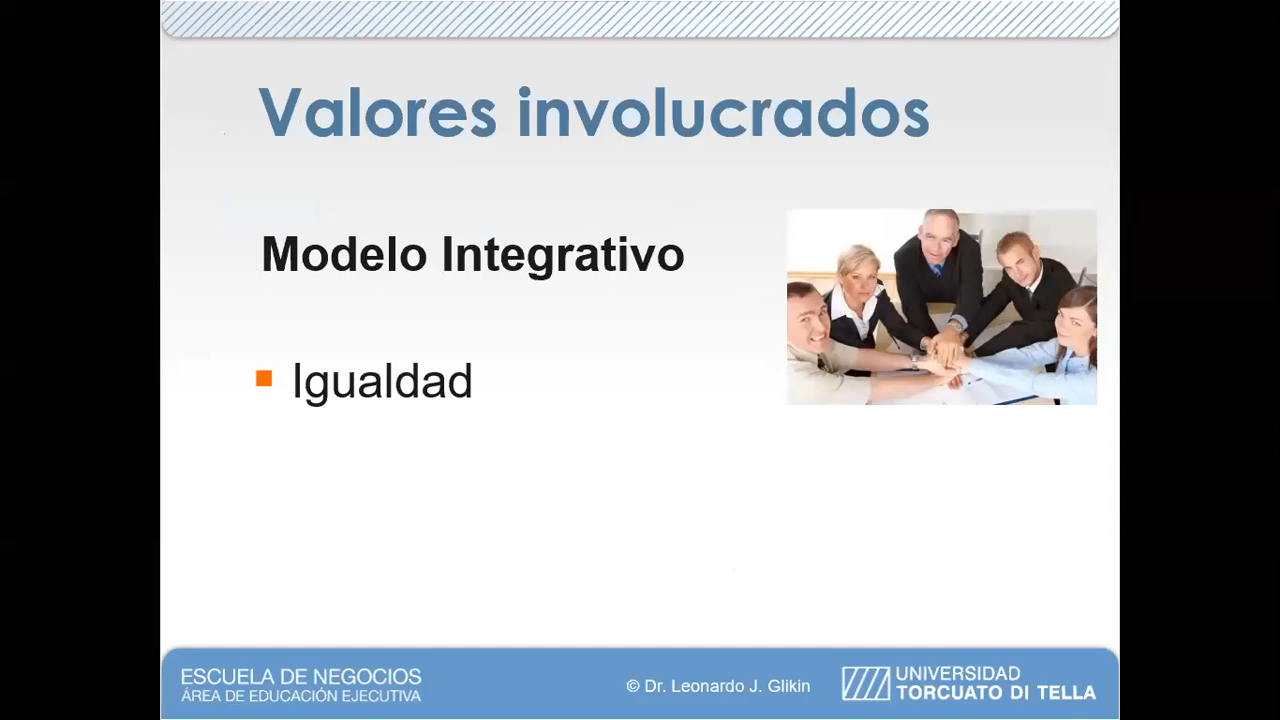 Valores involucrados
Modelo Integrativo
Igualdad
ESCUELA DE NEGOCIOS
ÁREA DE EDUCACIÓN EJECUTIVA
© Dr. Leonardo J. Glikin
UNIVERSIDAD
TORCUATO DI TELLA